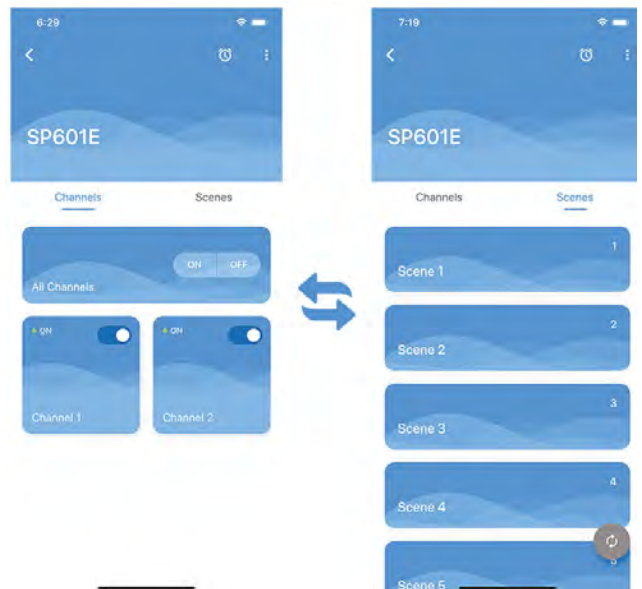 6:29
SP601E
Channels Scenes
ON OFF
All Channels
ON ON
Channel 1 Channel 2
7:19
SP601E
Channels Scenes
1
Scene 1
2
Scene 2
3
Scene 3
4
Scene 4
5
Scene 5